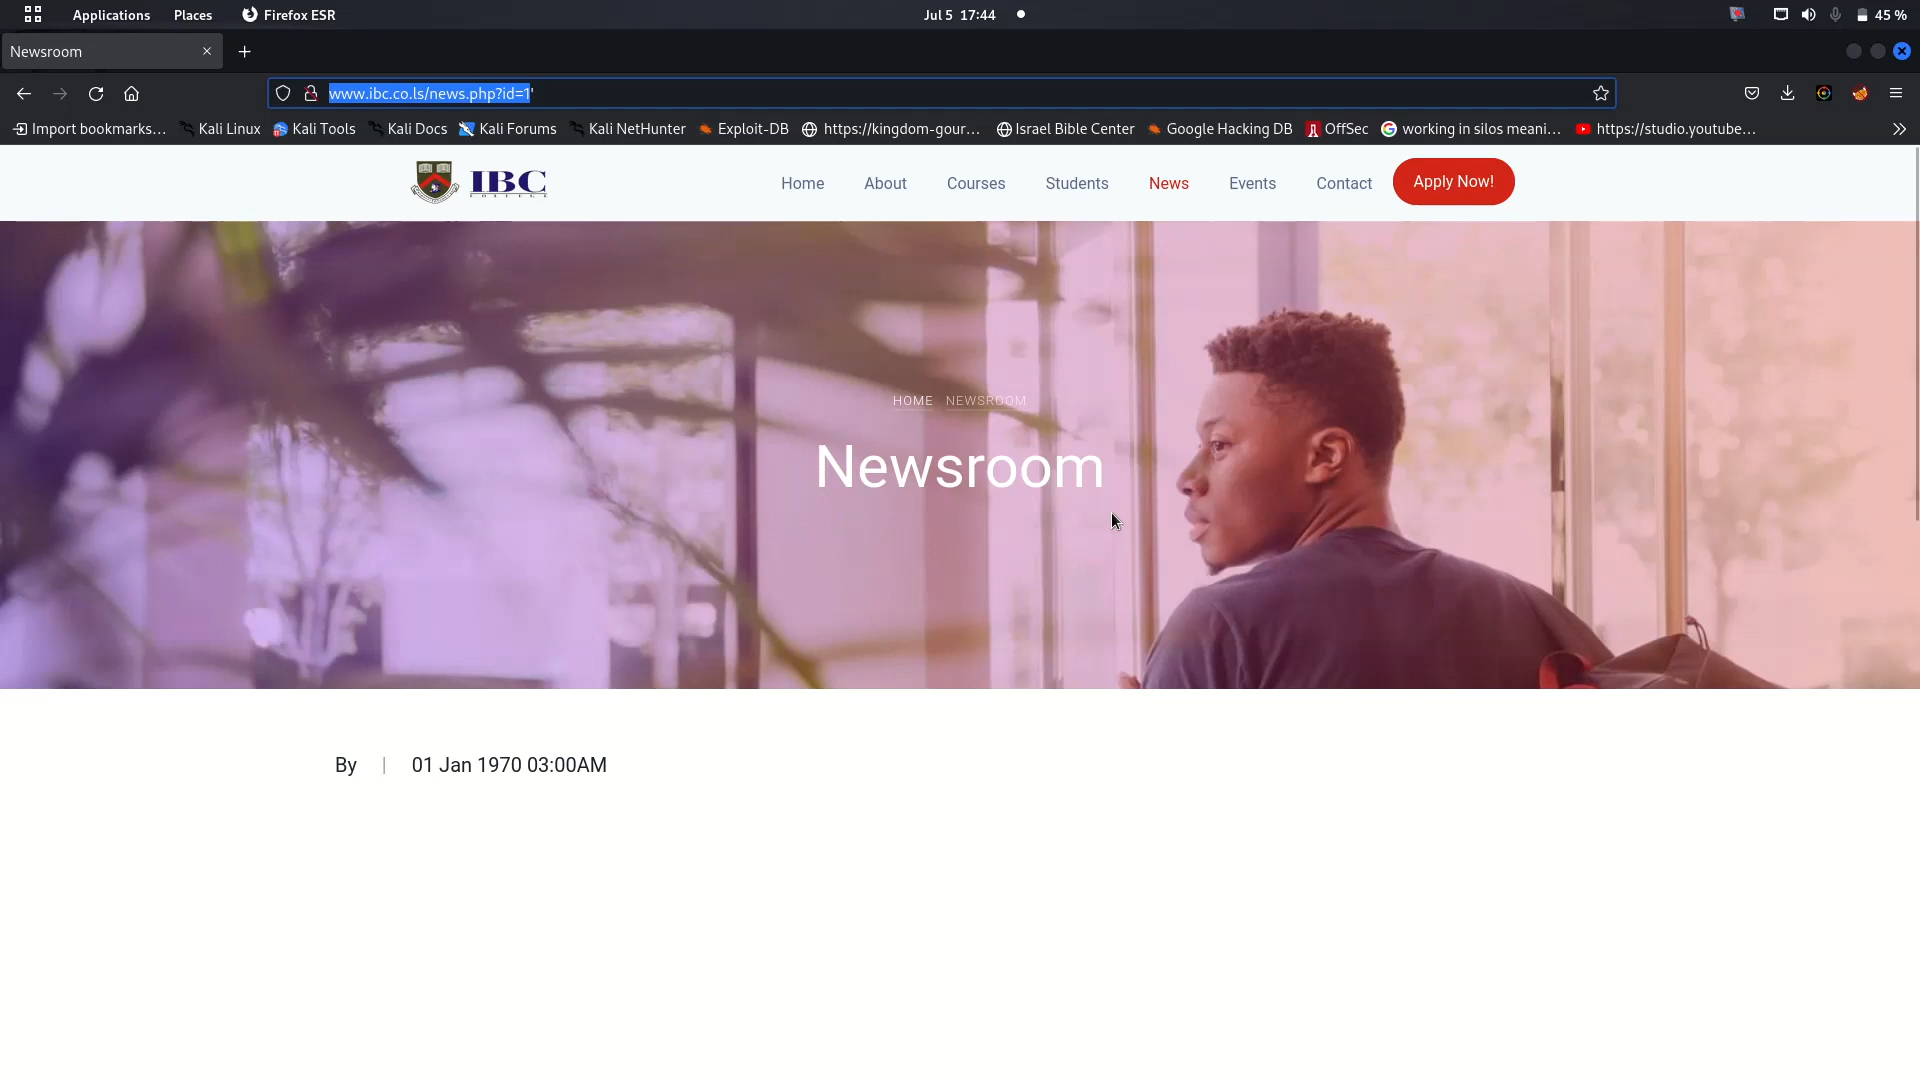 Applications Places Firefox ESR Jul 5 17:44 45 %
Newsroom
www.ibc.co.ls/news.php?id=1'
Import bookmarks... Kali Linux Kali Tools Kali Docs Kali Forums Kali NetHunter Exploit-DB https://kingdom-gour... Israel Bible Center Google Hacking DB OffSec working in silos meani... https://studio.youtube...
IBC Home About Courses Students News Events Contact Apply Now!
COLLEGE
HOME NEWSROOM
Newsroom
By | 01 Jan 1970 03:00AM